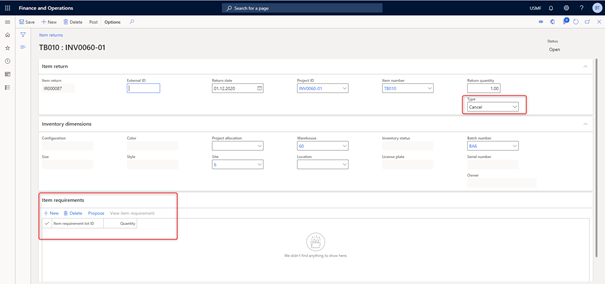 Finance and Operations
Search for a page
USMF
?
Save + New Delete Post Options
Item returns
TB010 : INV0060-01
Status
Open
Item return
Item return External ID Return date Project ID Item number Return quantity
IR000087 01.12.2020 INV0060-01 TB010 1.00
Type
Cancel
Inventory dimensions
Configuration Color Project allocation Warehouse Inventory status Batch number
60 BA6
Size Style Site Location License plate Serial number
6
Owner
Item requirements
+ New Delete Propose View item requirement
Item requirement lot ID Quantity
We didn't find anything to show here.